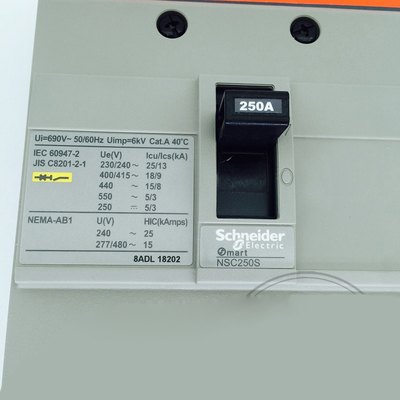 250A
Ui=690V~ 50/60Hz Uimp=6kV Cat.A 40°C
IEC 60947-2 Ue(V) Icu/Ics(kA)
JIS C8201-2-1 230/240 ~ 25/13
400/415 ~ 18/9
440 ~ 15/8
550 ~ 5/3
250 ⎓ 5/3
NEMA-AB1 U(V) HIC(kAmps)
240 ~ 25
277/480 ~ 15
8ADL 18202
Schneider
Electric
Smart
NSC250S